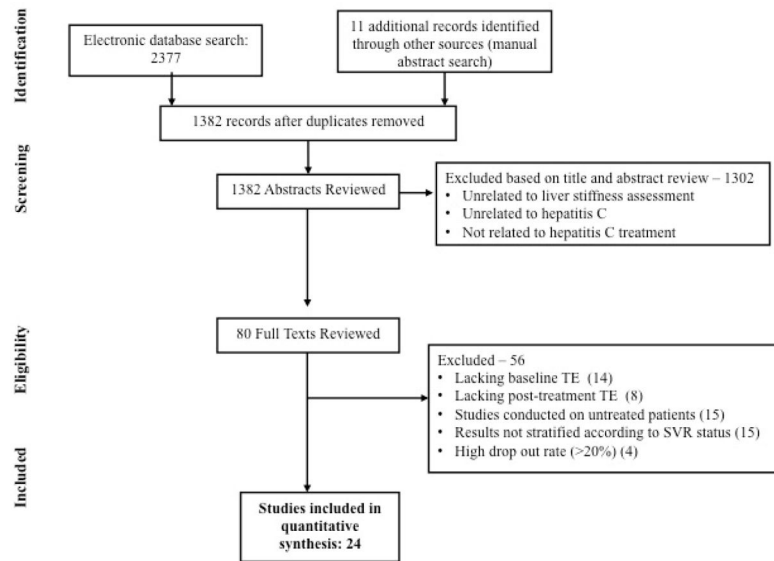 Identification
Electronic database search:
2377
11 additional records identified
through other sources (manual
abstract search)
1382 records after duplicates removed
Screening
1382 Abstracts Reviewed
Excluded based on title and abstract review – 1302
• Unrelated to liver stiffness assessment
• Unrelated to hepatitis C
• Not related to hepatitis C treatment
Eligibility
80 Full Texts Reviewed
Excluded – 56
• Lacking baseline TE (14)
• Lacking post-treatment TE (8)
• Studies conducted on untreated patients (15)
• Results not stratified according to SVR status (15)
• High drop out rate (>20%) (4)
Included
Studies included in
quantitative
synthesis: 24